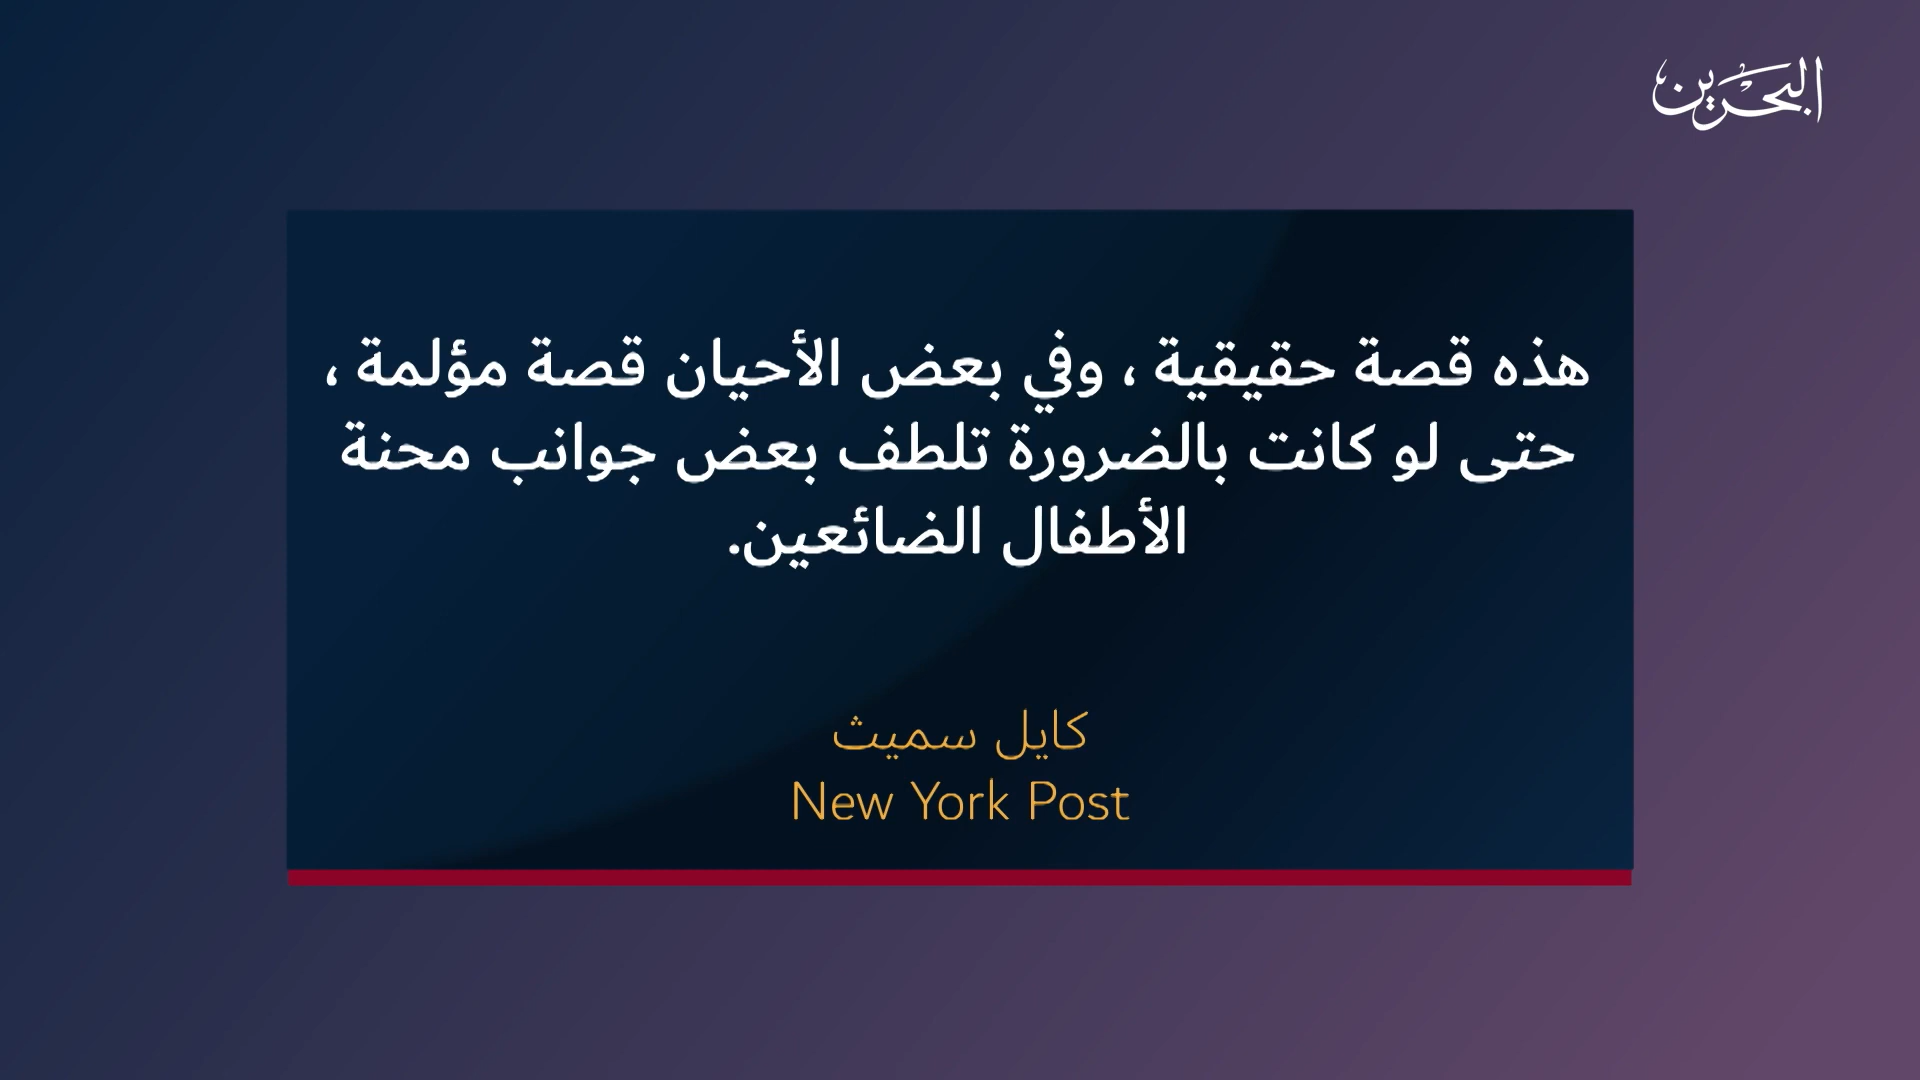 البحرين
هذه قصة حقيقية ، وفي بعض الأحيان قصة مؤلمة ،
حتى لو كانت بالضرورة تلطف بعض جوانب محنة
الأطفال الضائعين.
كايل سميث
New York Post